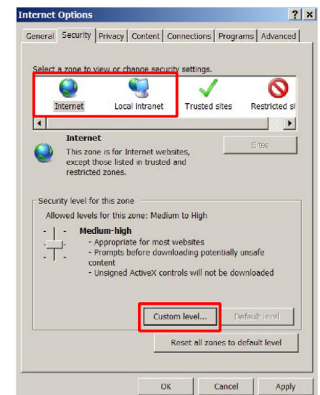 Internet Options
General Security Privacy Content Connections Programs Advanced
Select a zone to view or change security settings.
Internet Local intranet Trusted sites Restricted si
Internet
Sites
This zone is for Internet websites,
except those listed in trusted and
restricted zones.
Security level for this zone
Allowed levels for this zone: Medium to High
Medium-high
- Appropriate for most websites
- Prompts before downloading potentially unsafe
content
- Unsigned ActiveX controls will not be downloaded
Custom level... Default level
Reset all zones to default level
OK Cancel Apply